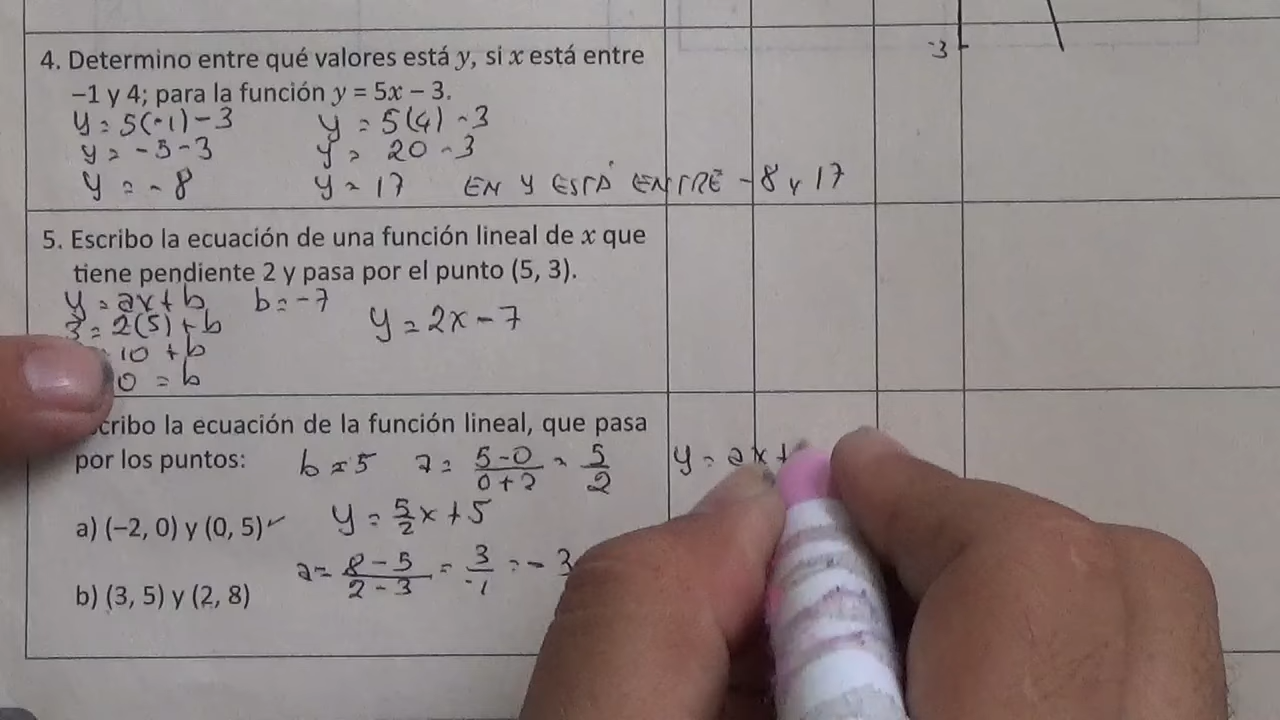 -3
4. Determino entre qué valores está y, si x está entre
−1 y 4; para la función y = 5x − 3.
y = 5(-1) - 3 y = 5(4) - 3
y = -5 - 3 y = 20 - 3
y = -8 y = 17 EN Y ESTÁ ENTRE -8 y 17
5. Escribo la ecuación de una función lineal de x que
tiene pendiente 2 y pasa por el punto (5, 3).
y = ax + b b = -7 y = 2x - 7
3 = 2(5) + b
= 10 + b
0 = b
cribo la ecuación de la función lineal, que pasa
por los puntos: b = 5 a = 5-0/0+2 = 5/2 y = ax +
a) (−2, 0) y (0, 5) ✓ y = 5/2 x + 5
b) (3, 5) y (2, 8) a = 8-5/2-3 = 3/-1 = -3